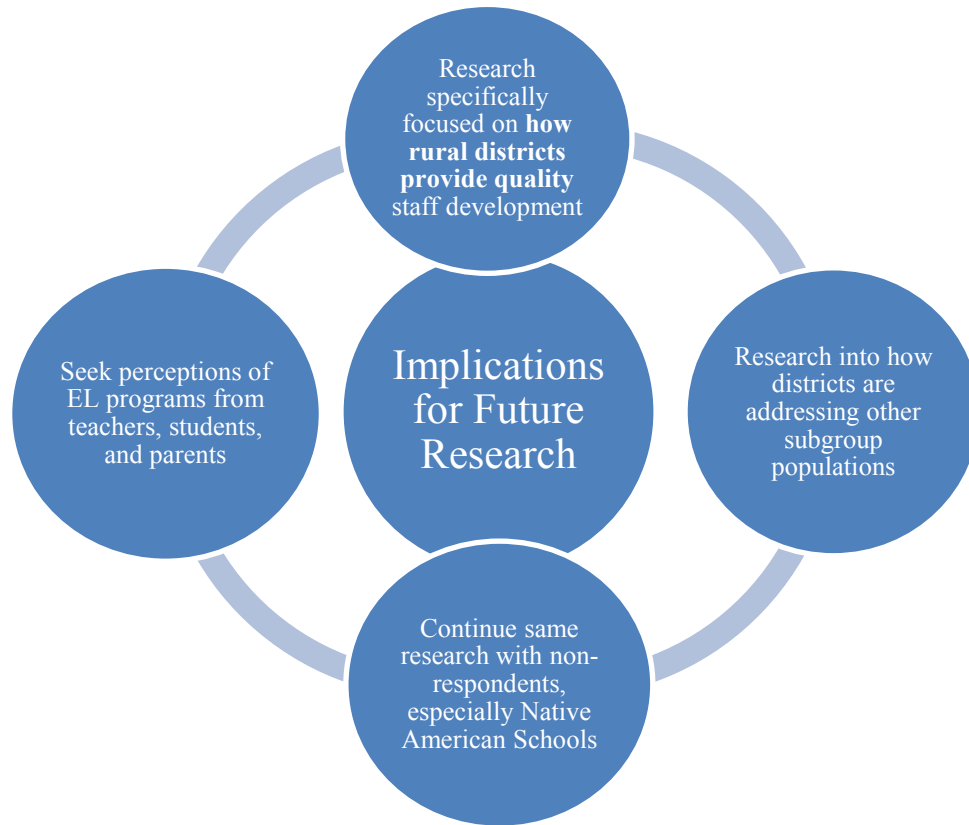 Research
specifically
focused on how
rural districts
provide quality
staff development
Seek perceptions of
EL programs from
teachers, students,
and parents
Implications
for Future
Research
Research into how
districts are
addressing other
subgroup
populations
Continue same
research with non-
respondents,
especially Native
American Schools